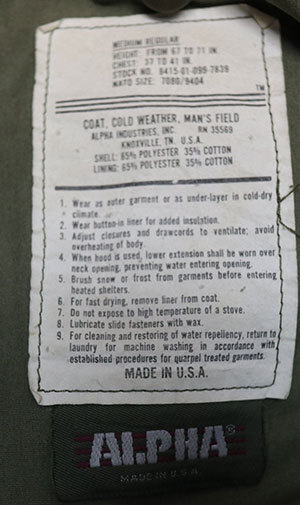 MEDIUM REGULAR
HEIGHT: FROM 67 TO 71 IN.
CHEST: 37 TO 41 IN.
STOCK NO. 8415-01-099-7839
NATO SIZE: 7080/9404
TM
COAT, COLD WEATHER, MAN'S FIELD
ALPHA INDUSTRIES, INC. RN 35569
KNOXVILLE, TN. U.S.A.
SHELL: 65% POLYESTER 35% COTTON
LINING: 65% POLYESTER 35% COTTON
1. Wear as outer garment or as under-layer in cold-dry
climate.
2. Wear button-in liner for added insulation.
3. Adjust closures and drawcords to ventilate; avoid
overheating of body.
4. When hood is used, lower extension shall be worn over
neck opening, preventing water entering opening.
5. Brush snow or frost from garments before entering
heated shelters.
6. For fast drying, remove liner from coat.
7. Do not expose to high temperature of a stove.
8. Lubricate slide fasteners with wax.
9. For cleaning and restoring of water repellency, return to
laundry for machine washing in accordance with
established procedures for quarpel treated garments.
MADE IN U.S.A.
ALPHA®
MADE IN U.S.A.